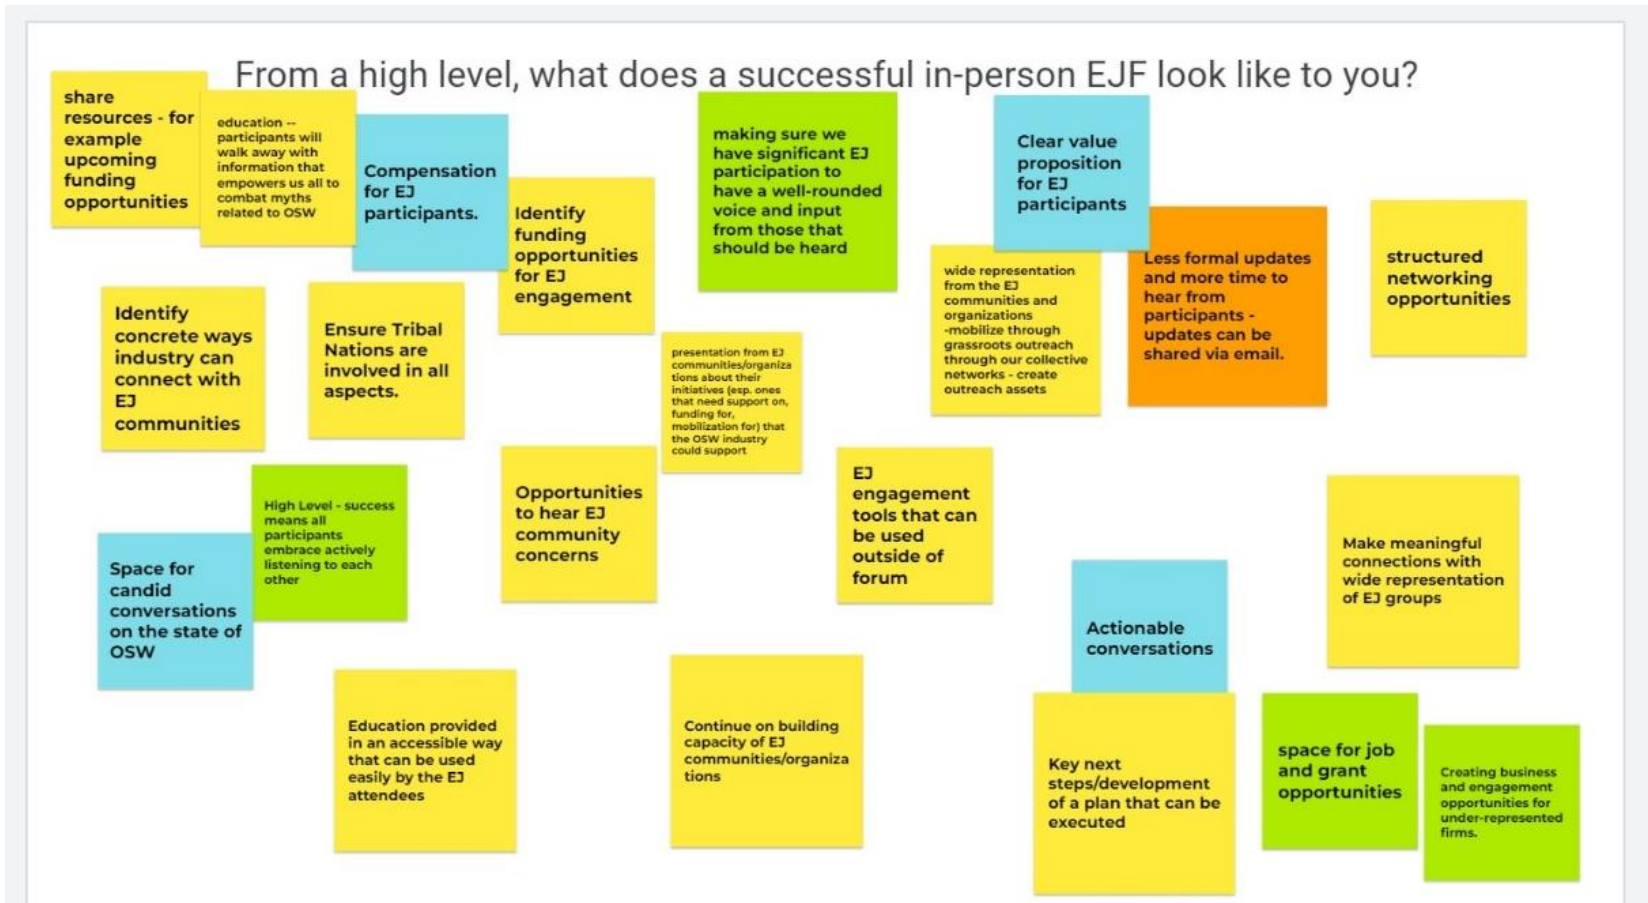 From a high level, what does a successful in-person EJF look like to you?
share
resources - for
example
upcoming
funding
opportunities
education --
participants will
walk away with
information that
empowers us all to
combat myths
related to OSW
Compensation
for EJ
participants.
Identify
funding
opportunities
for EJ
engagement
making sure we
have significant EJ
participation to
have a well-rounded
voice and input
from those that
should be heard
Clear value
proposition
for EJ
participants
wide representation
from the EJ
communities and
organizations
-mobilize through
grassroots outreach
through our collective
networks - create
outreach assets
Less formal updates
and more time to
hear from
participants -
updates can be
shared via email.
structured
networking
opportunities
Identify
concrete ways
industry can
connect with
EJ
communities
Ensure Tribal
Nations are
involved in all
aspects.
presentation from EJ
communities/organiza
tions about their
initiatives (esp. ones
that need support on,
funding for,
mobilization for) that
the OSW industry
could support
High Level - success
means all
participants
embrace actively
listening to each
other
Space for
candid
conversations
on the state of
OSW
Opportunities
to hear EJ
community
concerns
EJ
engagement
tools that can
be used
outside of
forum
Make meaningful
connections with
wide representation
of EJ groups
Actionable
conversations
Education provided
in an accessible way
that can be used
easily by the EJ
attendees
Continue on building
capacity of EJ
communities/organiza
tions
Key next
steps/development
of a plan that can be
executed
space for job
and grant
opportunities
Creating business
and engagement
opportunities for
under-represented
firms.